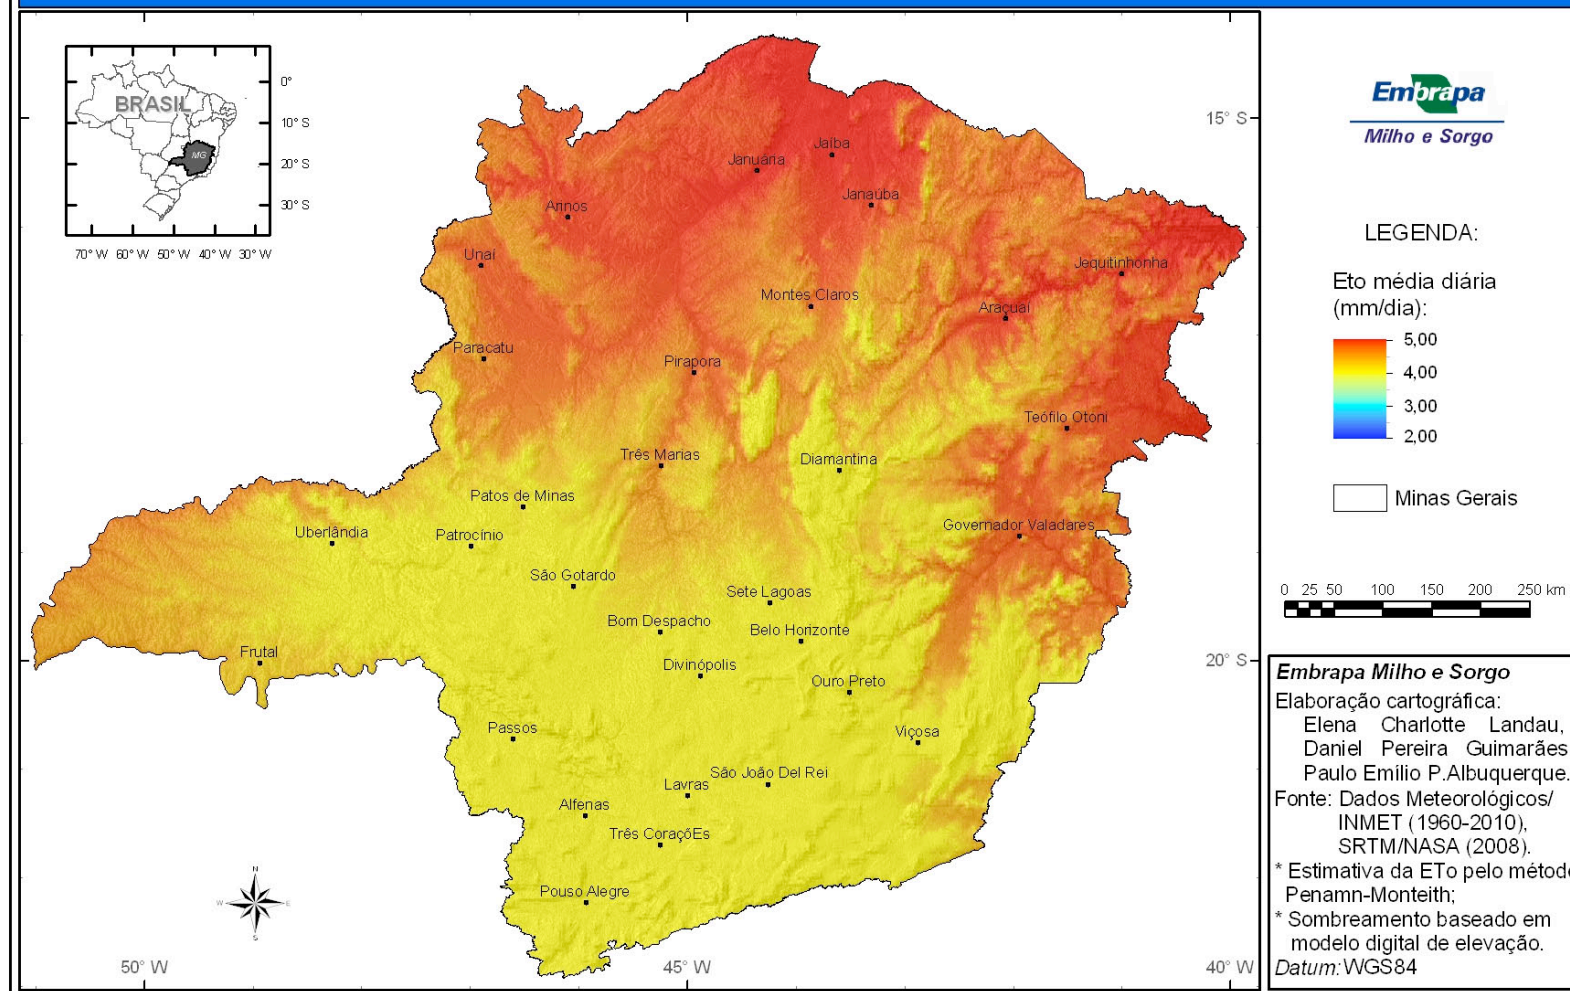 BRASIL
MG
0°
10° S
20° S
30° S
70° W 60° W 50° W 40° W 30° W
15° S
20° S
50° W
45° W
40° W
Jaíba
Januária
Janaúba
Arinos
Unaí
Jequitinhonha
Montes Claros
Araçuaí
Paracatu
Pirapora
Teófilo Otoni
Três Marias
Diamantina
Patos de Minas
Uberlândia
Patrocínio
Governador Valadares
São Gotardo
Sete Lagoas
Bom Despacho
Belo Horizonte
Frutal
Divinópolis
Ouro Preto
Passos
Viçosa
São João Del Rei
Lavras
Alfenas
Três CoraçõEs
Pouso Alegre
N
W
E
S
Embrapa
Milho e Sorgo
LEGENDA:
Eto média diária
(mm/dia):
5,00
4,00
3,00
2,00
Minas Gerais
0 25 50 100 150 200 250 km
Embrapa Milho e Sorgo
Elaboração cartográfica:
Elena Charlotte Landau,
Daniel Pereira Guimarães
Paulo Emílio P.Albuquerque.
Fonte: Dados Meteorológicos/
INMET (1960-2010),
SRTM/NASA (2008).
* Estimativa da ETo pelo método
Penamn-Monteith;
* Sombreamento baseado em
modelo digital de elevação.
Datum:WGS84